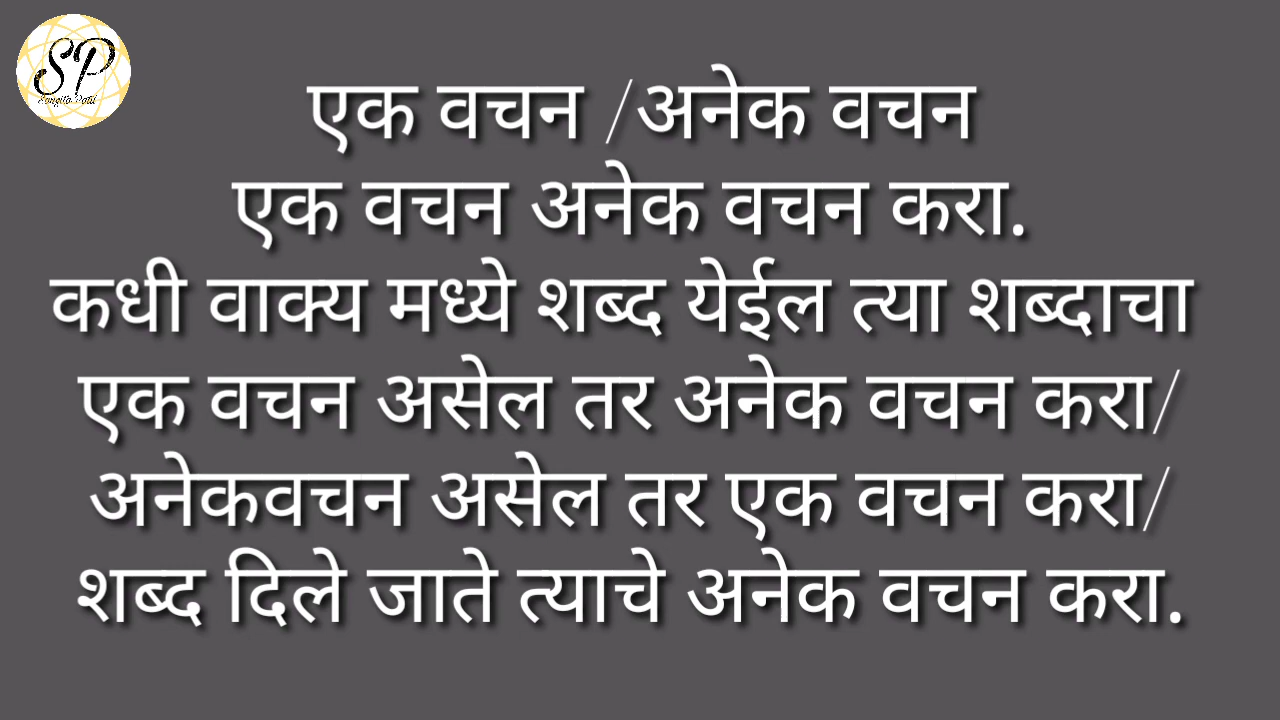 SP
एक वचन /अनेक वचन
एक वचन अनेक वचन करा.
कधी वाक्य मध्ये शब्द येईल त्या शब्दाचा
एक वचन असेल तर अनेक वचन करा/
अनेकवचन असेल तर एक वचन करा/
शब्द दिले जाते त्याचे अनेक वचन करा.